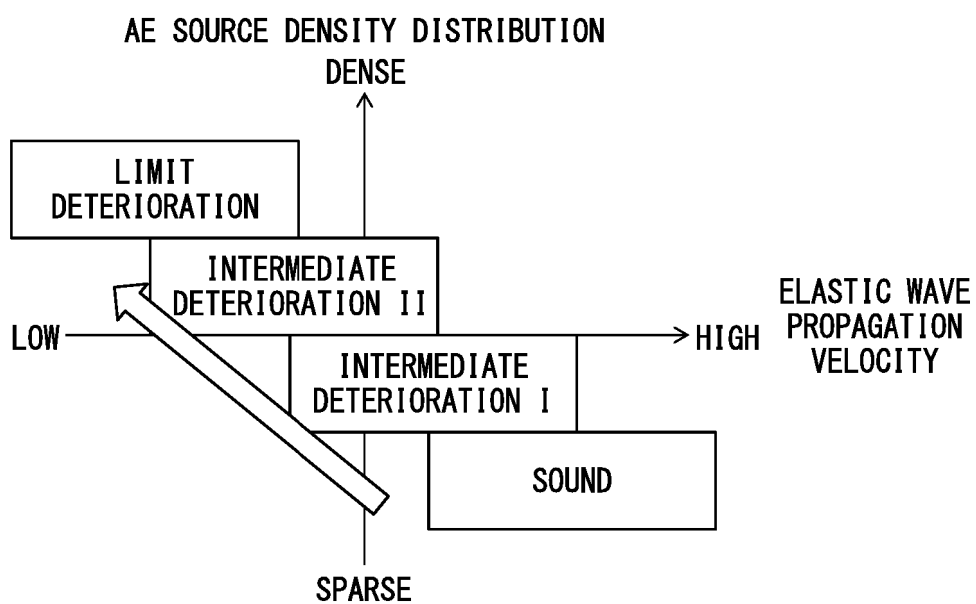 AE SOURCE DENSITY DISTRIBUTION
DENSE
LIMIT
DETERIORATION
INTERMEDIATE
DETERIORATION II
LOW
HIGH
ELASTIC WAVE
PROPAGATION
VELOCITY
INTERMEDIATE
DETERIORATION I
SOUND
SPARSE